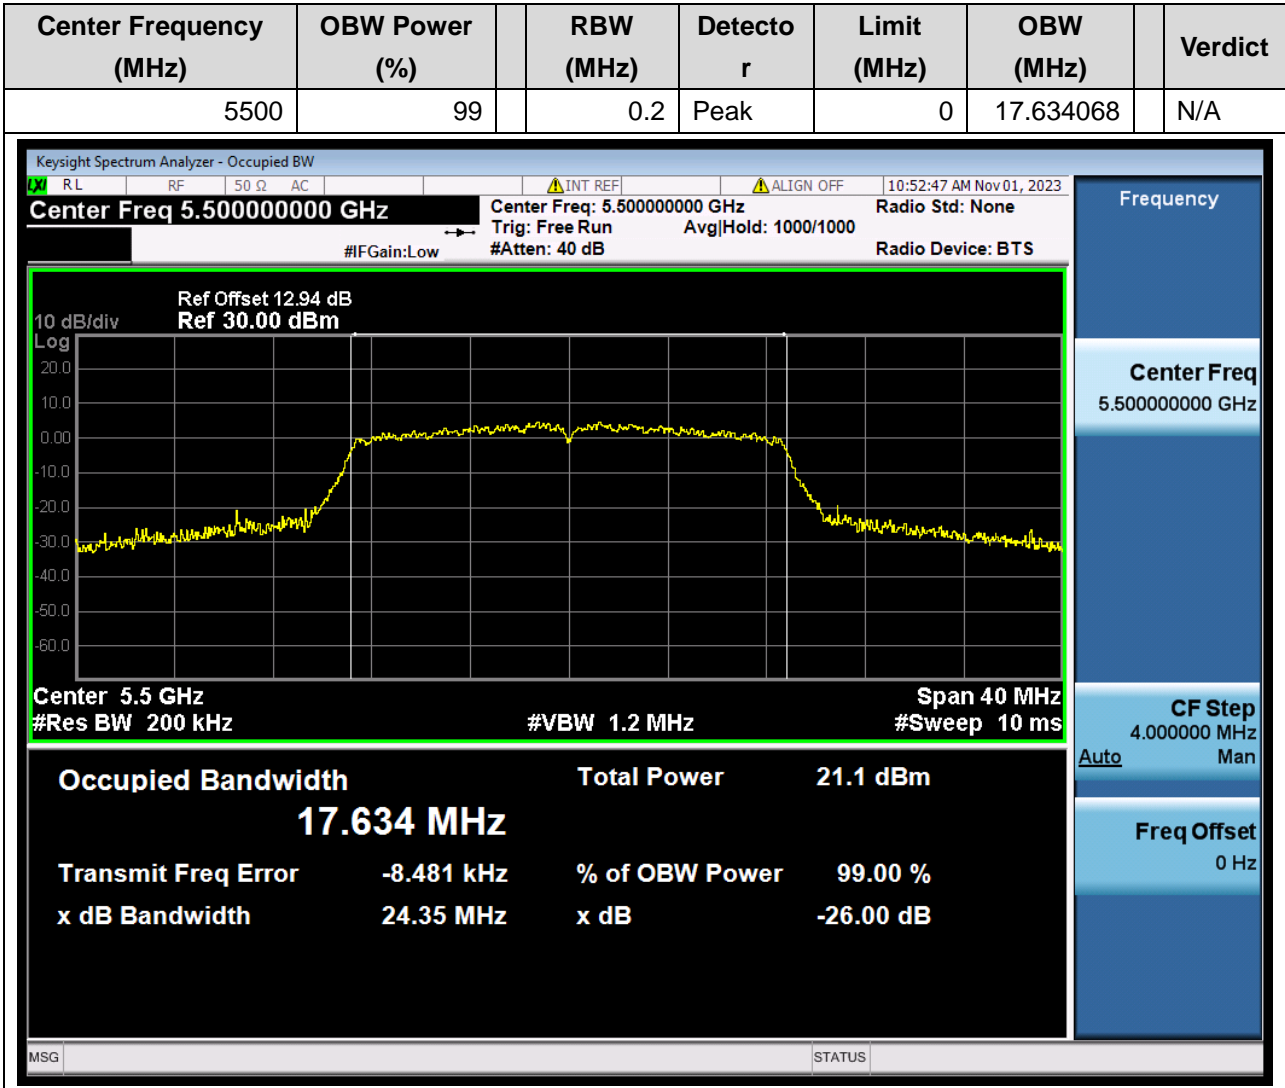 Center Frequency (MHz) OBW Power (%) RBW (MHz) Detector Limit (MHz) OBW (MHz) Verdict
5500 99 0.2 Peak 0 17.634068 N/A
Keysight Spectrum Analyzer - Occupied BW
LXI RL RF 50 Ω AC INT REF ALIGN OFF 10:52:47 AM Nov 01, 2023
Center Freq 5.500000000 GHz
Center Freq: 5.500000000 GHz
Radio Std: None
Trig: Free Run Avg|Hold: 1000/1000
#IFGain:Low
#Atten: 40 dB
Radio Device: BTS
Ref Offset 12.94 dB
10 dB/div Ref 30.00 dBm
Log
20.0
10.0
0.00
-10.0
-20.0
-30.0
-40.0
-50.0
-60.0
Center 5.5 GHz Span 40 MHz
#Res BW 200 kHz #VBW 1.2 MHz #Sweep 10 ms
Occupied Bandwidth Total Power 21.1 dBm
17.634 MHz
Transmit Freq Error -8.481 kHz % of OBW Power 99.00 %
x dB Bandwidth 24.35 MHz x dB -26.00 dB
Frequency
Center Freq
5.500000000 GHz
CF Step
4.000000 MHz
Auto Man
Freq Offset
0 Hz
MSG STATUS